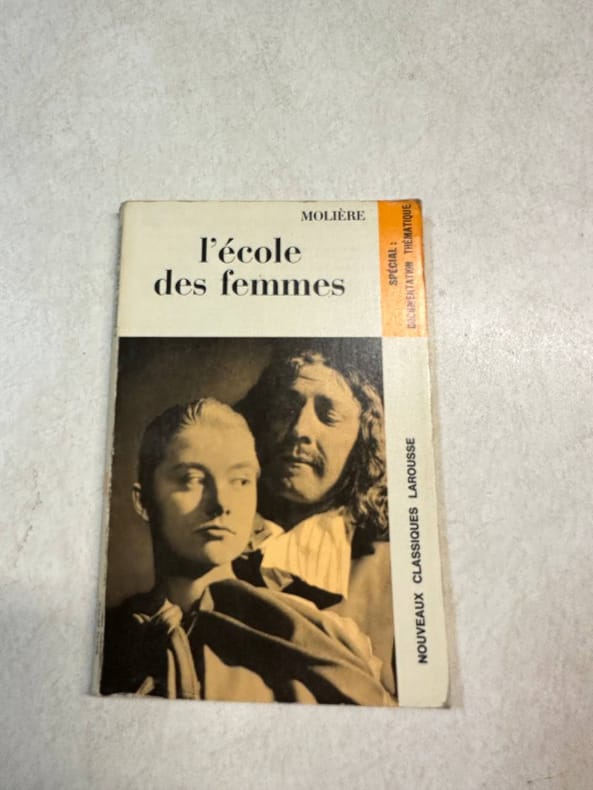 MOLIÈRE
l'école
des femmes
SPÉCIAL :
DOCUMENTATION THÉMATIQUE
NOUVEAUX CLASSIQUES LAROUSSE